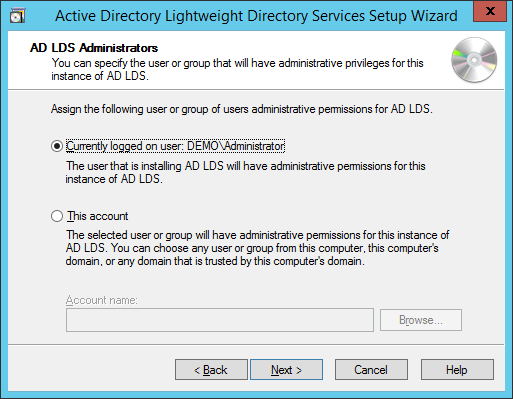 Active Directory Lightweight Directory Services Setup Wizard
AD LDS Administrators
You can specify the user or group that will have administrative privileges for this
instance of AD LDS.
Assign the following user or group of users administrative permissions for AD LDS.
Currently logged on user: DEMO\Administrator
The user that is installing AD LDS will have administrative permissions for this
instance of AD LDS.
This account
The selected user or group will have administrative permissions for this instance of
AD LDS. You can choose any user or group from this computer, this computer's
domain, or any domain that is trusted by this computer's domain.
Account name:
Browse...
< Back
Next >
Cancel
Help